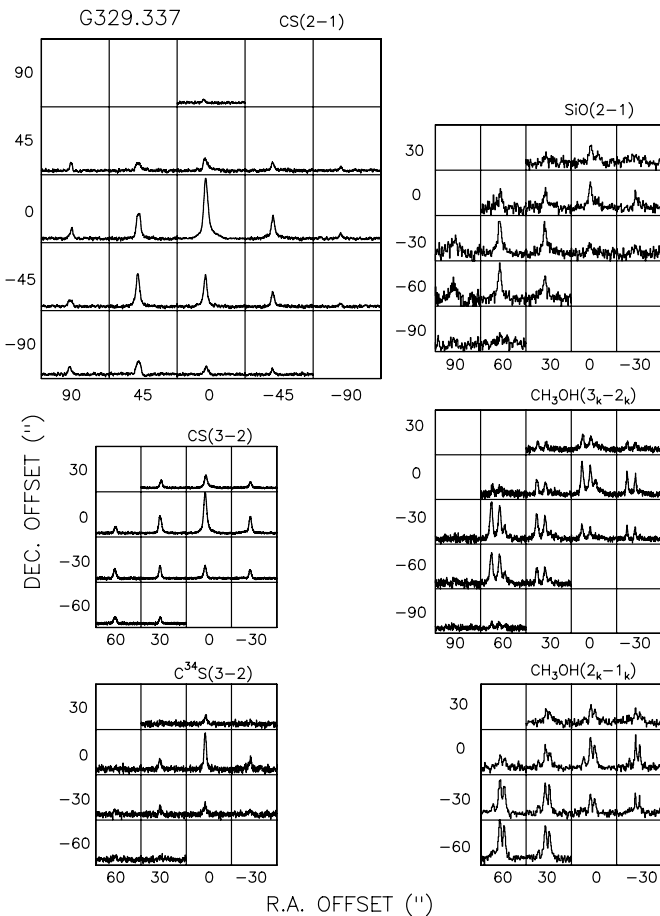 G329.337
CS(2−1)
90
45
0
−45
−90
90 45 0 −45 −90
SiO(2−1)
30
0
−30
−60
−90
90 60 30 0 −30
CS(3−2)
30
0
−30
−60
60 30 0 −30
CH₃OH(3ₖ−2ₖ)
30
0
−30
−60
−90
90 60 30 0 −30
C³⁴S(3−2)
30
0
−30
−60
60 30 0 −30
CH₃OH(2ₖ−1ₖ)
30
0
−30
−60
60 30 0 −30
DEC. OFFSET ('')
R.A. OFFSET ('')